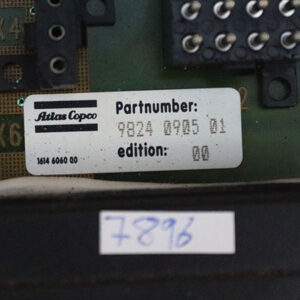 X4
X6
2
Atlas Copco
Partnumber:
9824 0905 01
edition:
00
1614 6060 00
7896